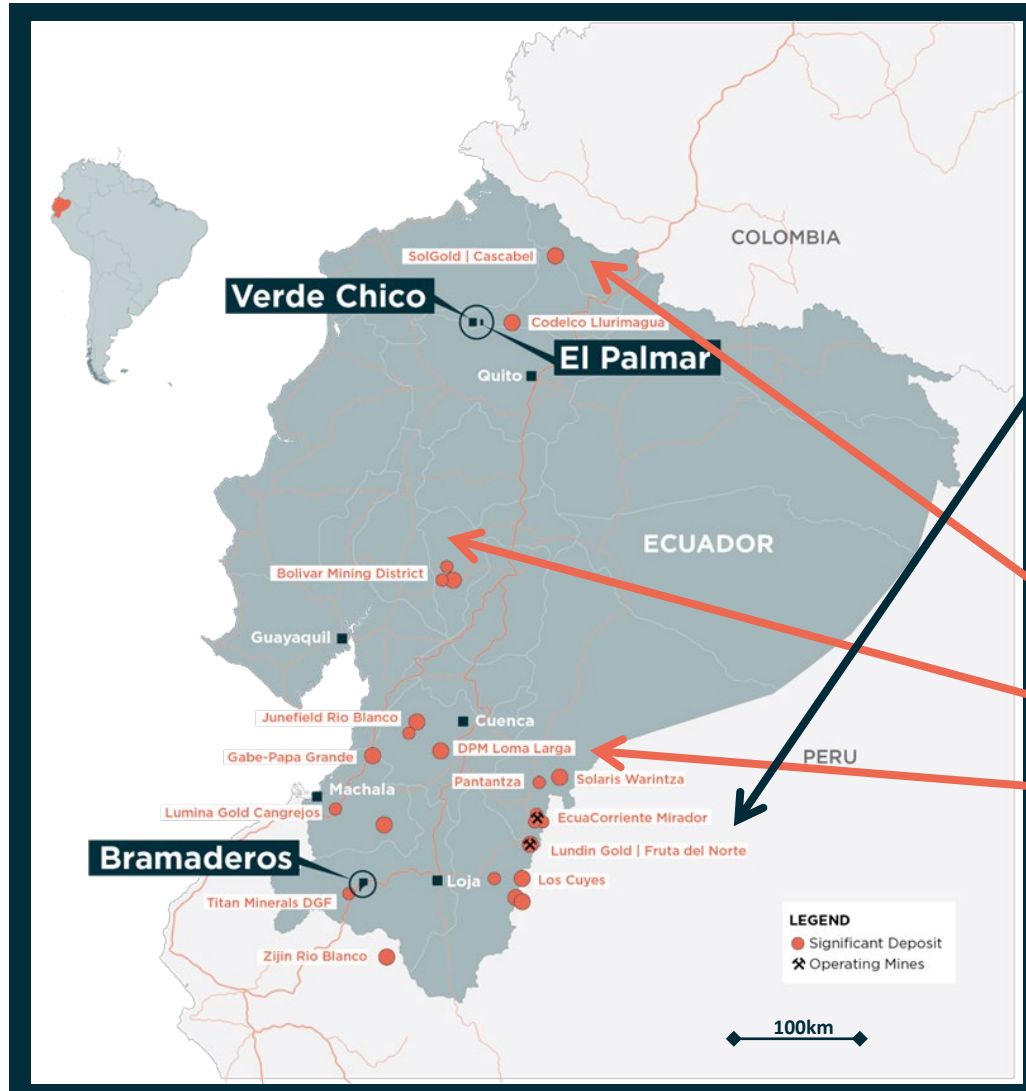 COLOMBIA
SolGold | Cascabel
Verde Chico
Codelco Llurimagua
El Palmar
Quito
ECUADOR
Bolivar Mining District
Guayaquil
Junefield Rio Blanco
Cuenca
DPM Loma Larga
Gabe-Papa Grande
PERU
Pantantza
Solaris Warintza
Machala
Lumina Gold Cangrejos
EcuaCorriente Mirador
Lundin Gold | Fruta del Norte
Bramaderos
Loja
Los Cuyes
Titan Minerals DGF
Zijin Rio Blanco
LEGEND
Significant Deposit
Operating Mines
100km